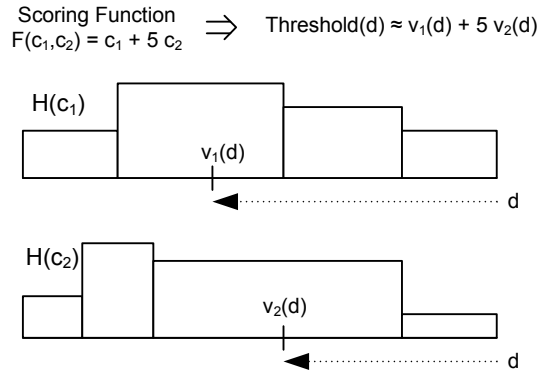 Scoring Function
F(c₁,c₂) = c₁ + 5 c₂
⇒ Threshold(d) ≈ v₁(d) + 5 v₂(d)
H(c₁)
v₁(d)
d
H(c₂)
v₂(d)
d